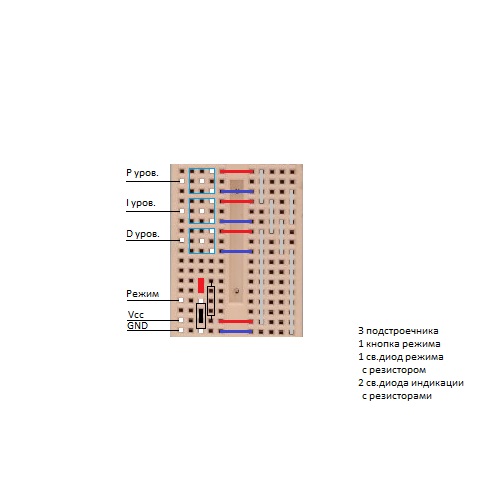 P уров.
I уров.
D уров.
Режим
Vcc
GND
3 подстроечника
1 кнопка режима
1 св.диод режима
с резистором
2 св.диода индикации
с резисторами